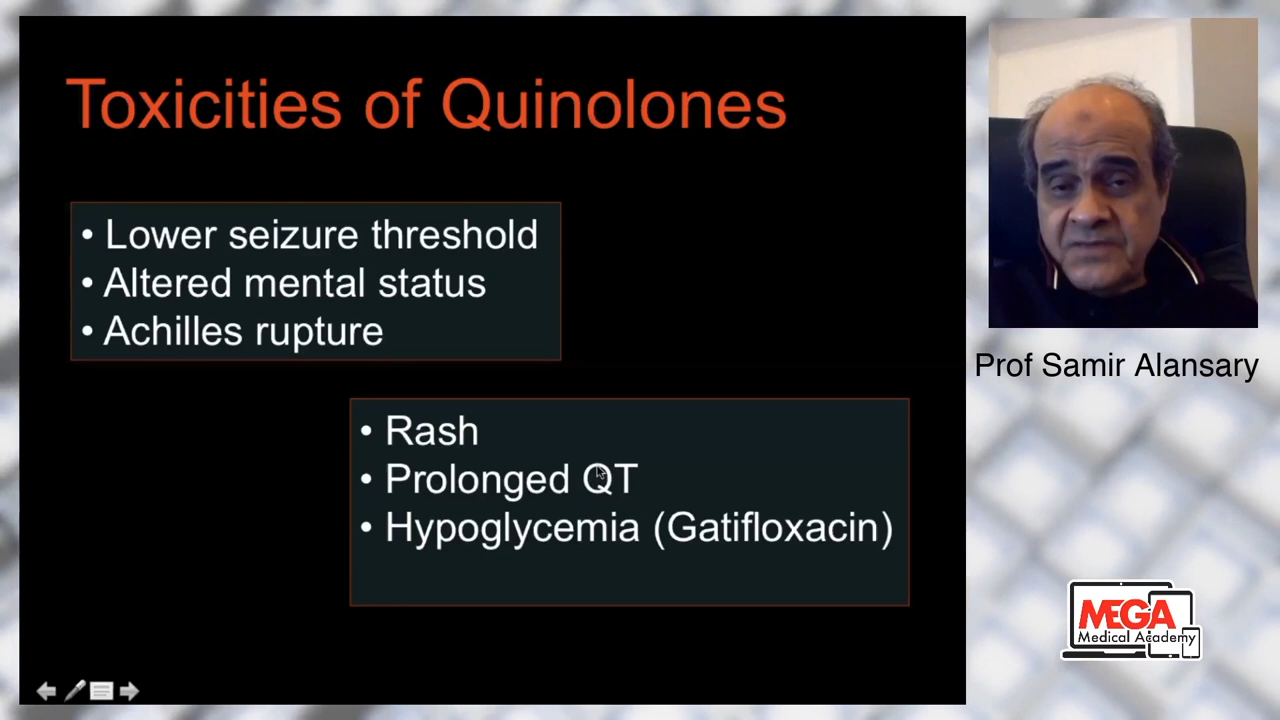 Toxicities of Quinolones
• Lower seizure threshold
• Altered mental status
• Achilles rupture
• Rash
• Prolonged QT
• Hypoglycemia (Gatifloxacin)
Prof Samir Alansary
MEGA
Medical Academy